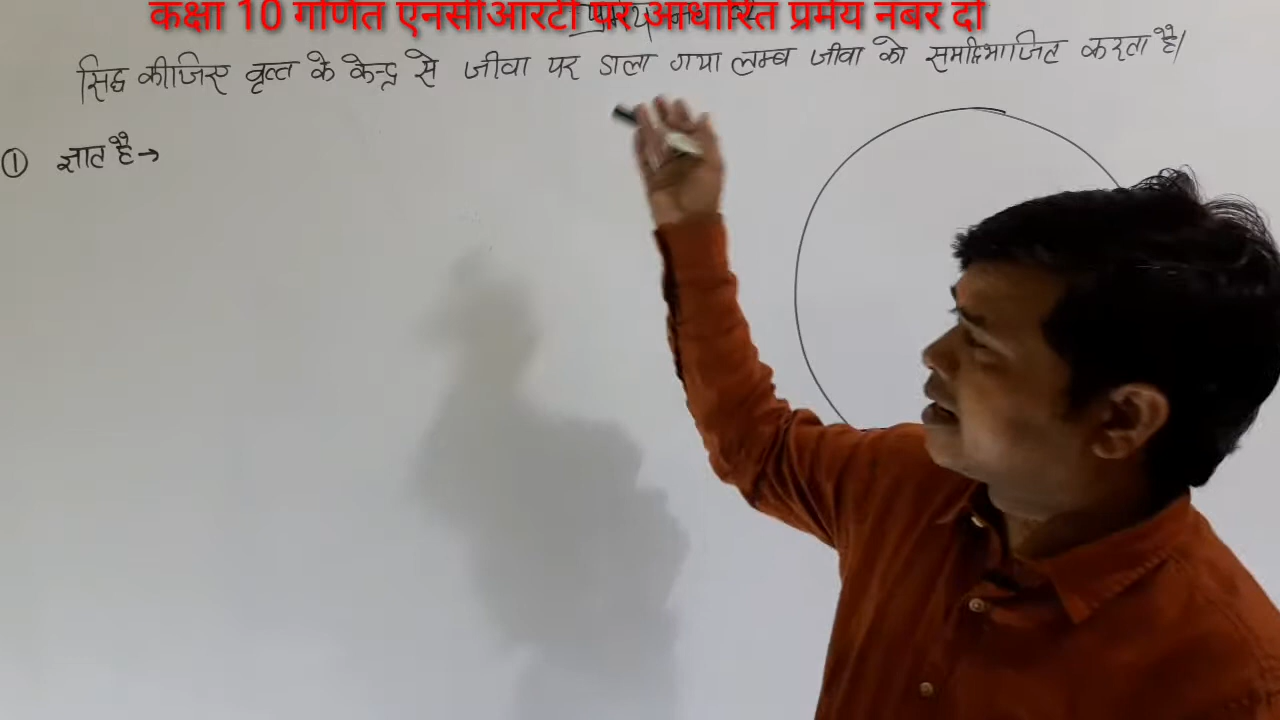 कक्षा 10 गणित एनसीआरटी पर आधारित प्रमेय नंबर दो
सिद्ध कीजिए वृत्त के केन्द्र से जीवा पर डाला गया लम्ब जीवा को समद्विभाजित करता है।
① ज्ञात है →